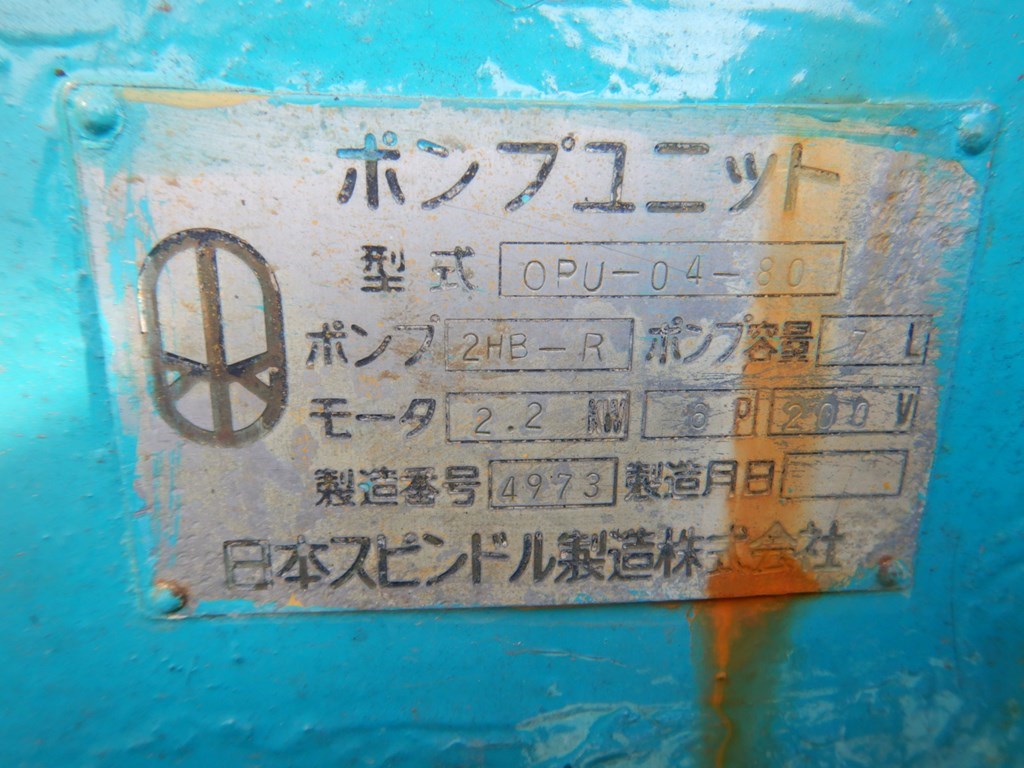 ポンプユニット
型式 OPU-04-80
ポンプ 2HB-R ポンプ容量 7 L
モータ 2.2 KW 6 P 200 V
製造番号 4973 製造月日
日本スピンドル製造株式会社